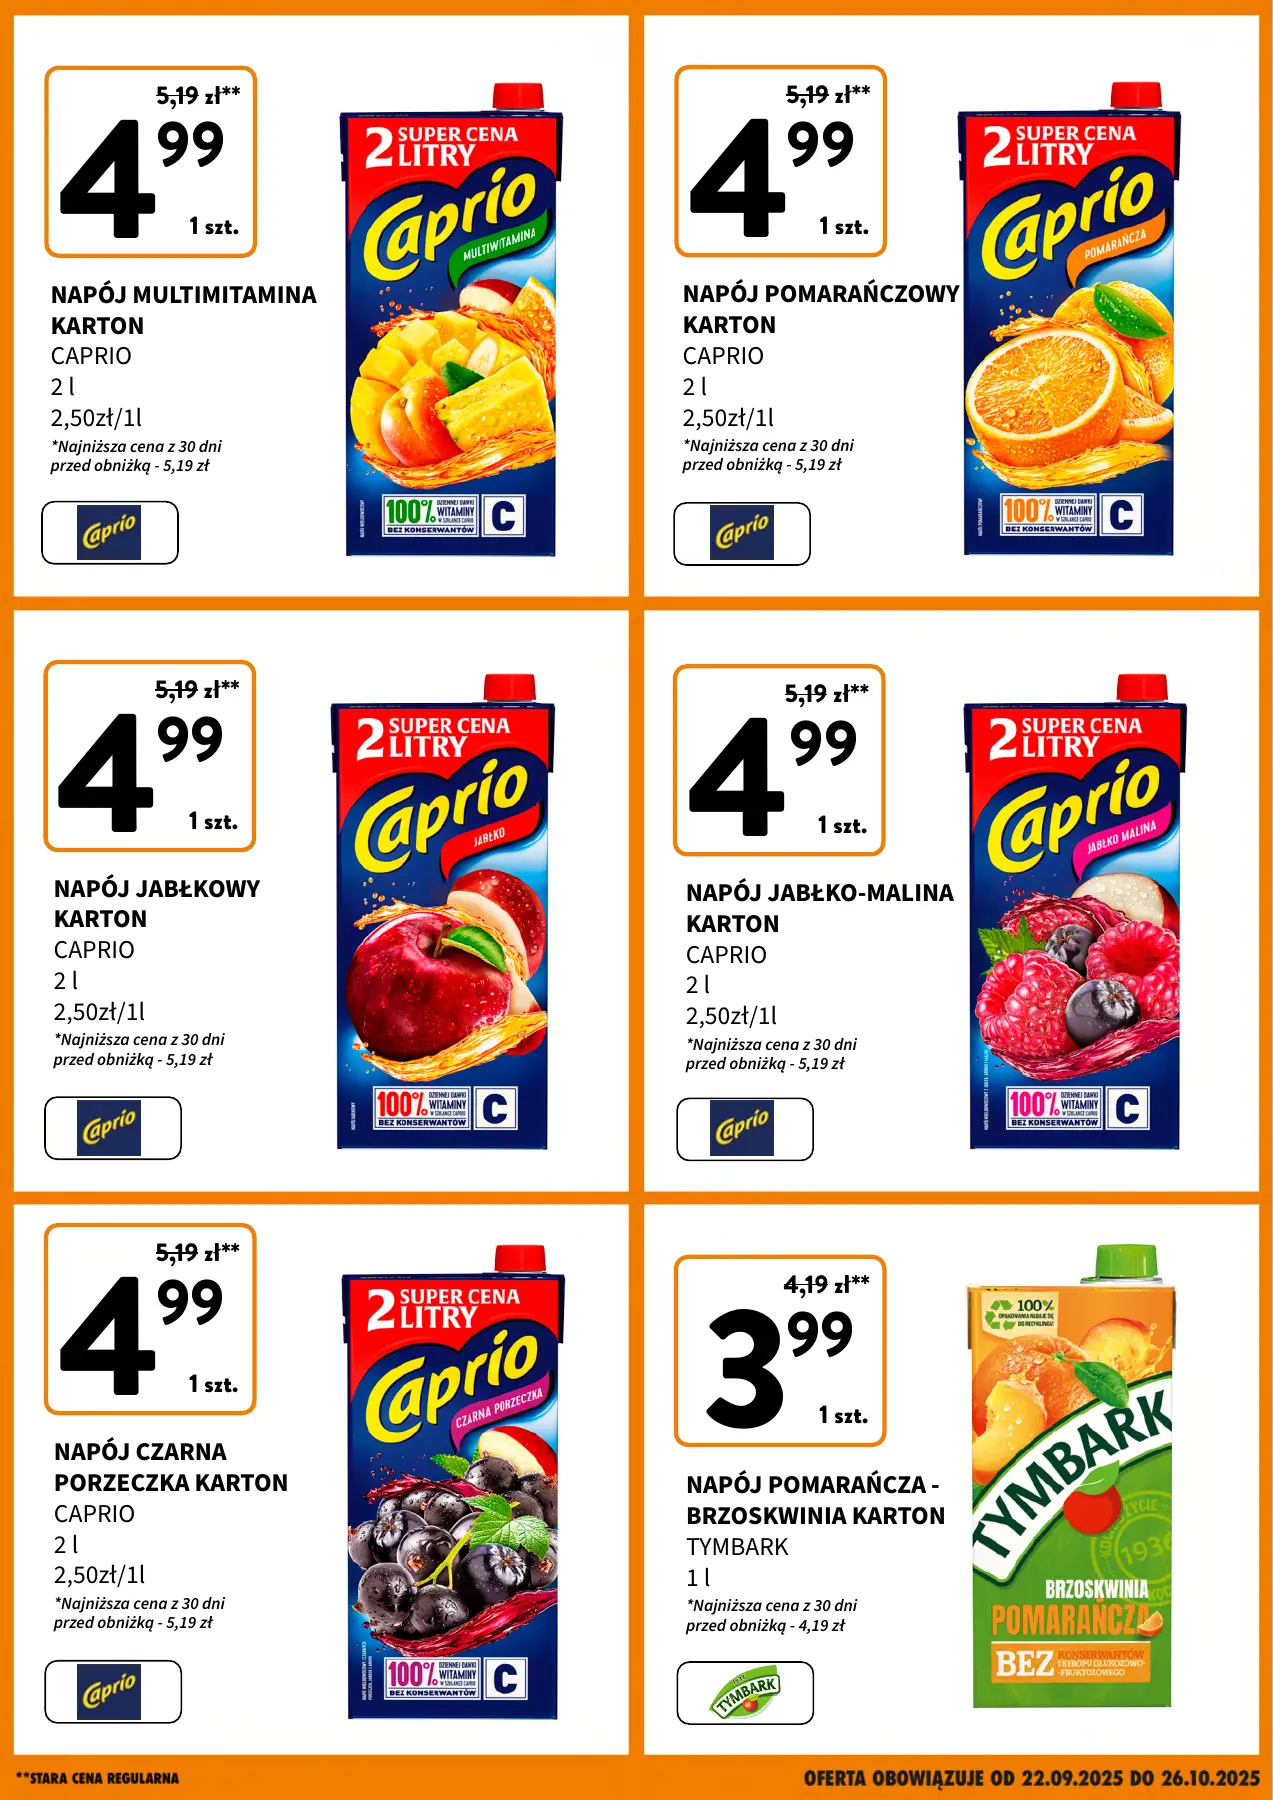 5,19 zł**
4 99
1 szt.
NAPÓJ MULTIMITAMINA
KARTON
CAPRIO
2 l
2,50zł/1l
*Najniższa cena z 30 dni
przed obniżką - 5,19 zł
Caprio
2 SUPER CENA
LITRY
Caprio
MULTIWITAMINA
100% DZIENNEJ DAWKI
WITAMINY C
W SZKLANCE CAPRIO
BEZ KONSERWANTÓW
5,19 zł**
4 99
1 szt.
NAPÓJ POMARAŃCZOWY
KARTON
CAPRIO
2 l
2,50zł/1l
*Najniższa cena z 30 dni
przed obniżką - 5,19 zł
Caprio
2 SUPER CENA
LITRY
Caprio
POMARAŃCZA
100% DZIENNEJ DAWKI
WITAMINY C
W SZKLANCE CAPRIO
BEZ KONSERWANTÓW
5,19 zł**
4 99
1 szt.
NAPÓJ JABŁKOWY
KARTON
CAPRIO
2 l
2,50zł/1l
*Najniższa cena z 30 dni
przed obniżką - 5,19 zł
Caprio
2 SUPER CENA
LITRY
Caprio
JABŁKO
100% DZIENNEJ DAWKI
WITAMINY C
W SZKLANCE CAPRIO
BEZ KONSERWANTÓW
5,19 zł**
4 99
1 szt.
NAPÓJ JABŁKO-MALINA
KARTON
CAPRIO
2 l
2,50zł/1l
*Najniższa cena z 30 dni
przed obniżką - 5,19 zł
Caprio
2 SUPER CENA
LITRY
Caprio
JABŁKO MALINA
100% DZIENNEJ DAWKI
WITAMINY C
W SZKLANCE CAPRIO
BEZ KONSERWANTÓW
5,19 zł**
4 99
1 szt.
NAPÓJ CZARNA
PORZECZKA KARTON
CAPRIO
2 l
2,50zł/1l
*Najniższa cena z 30 dni
przed obniżką - 5,19 zł
Caprio
2 SUPER CENA
LITRY
Caprio
CZARNA PORZECZKA
100% DZIENNEJ DAWKI
WITAMINY C
W SZKLANCE CAPRIO
BEZ KONSERWANTÓW
4,19 zł**
3 99
1 szt.
NAPÓJ POMARAŃCZA -
BRZOSKWINIA KARTON
TYMBARK
1 l
*Najniższa cena z 30 dni
przed obniżką - 4,19 zł
TYMBARK
100%
OPAKOWANIA NADAJE SIĘ
DO RECYKLINGU
TYMBARK
1936
BRZOSKWINIA
POMARAŃCZA
BEZ KONSERWANTÓW
I SYROPU GLUKOZOWO-
-FRUKTOZOWEGO
**STARA CENA REGULARNA
OFERTA OBOWIĄZUJE OD 22.09.2025 DO 26.10.2025